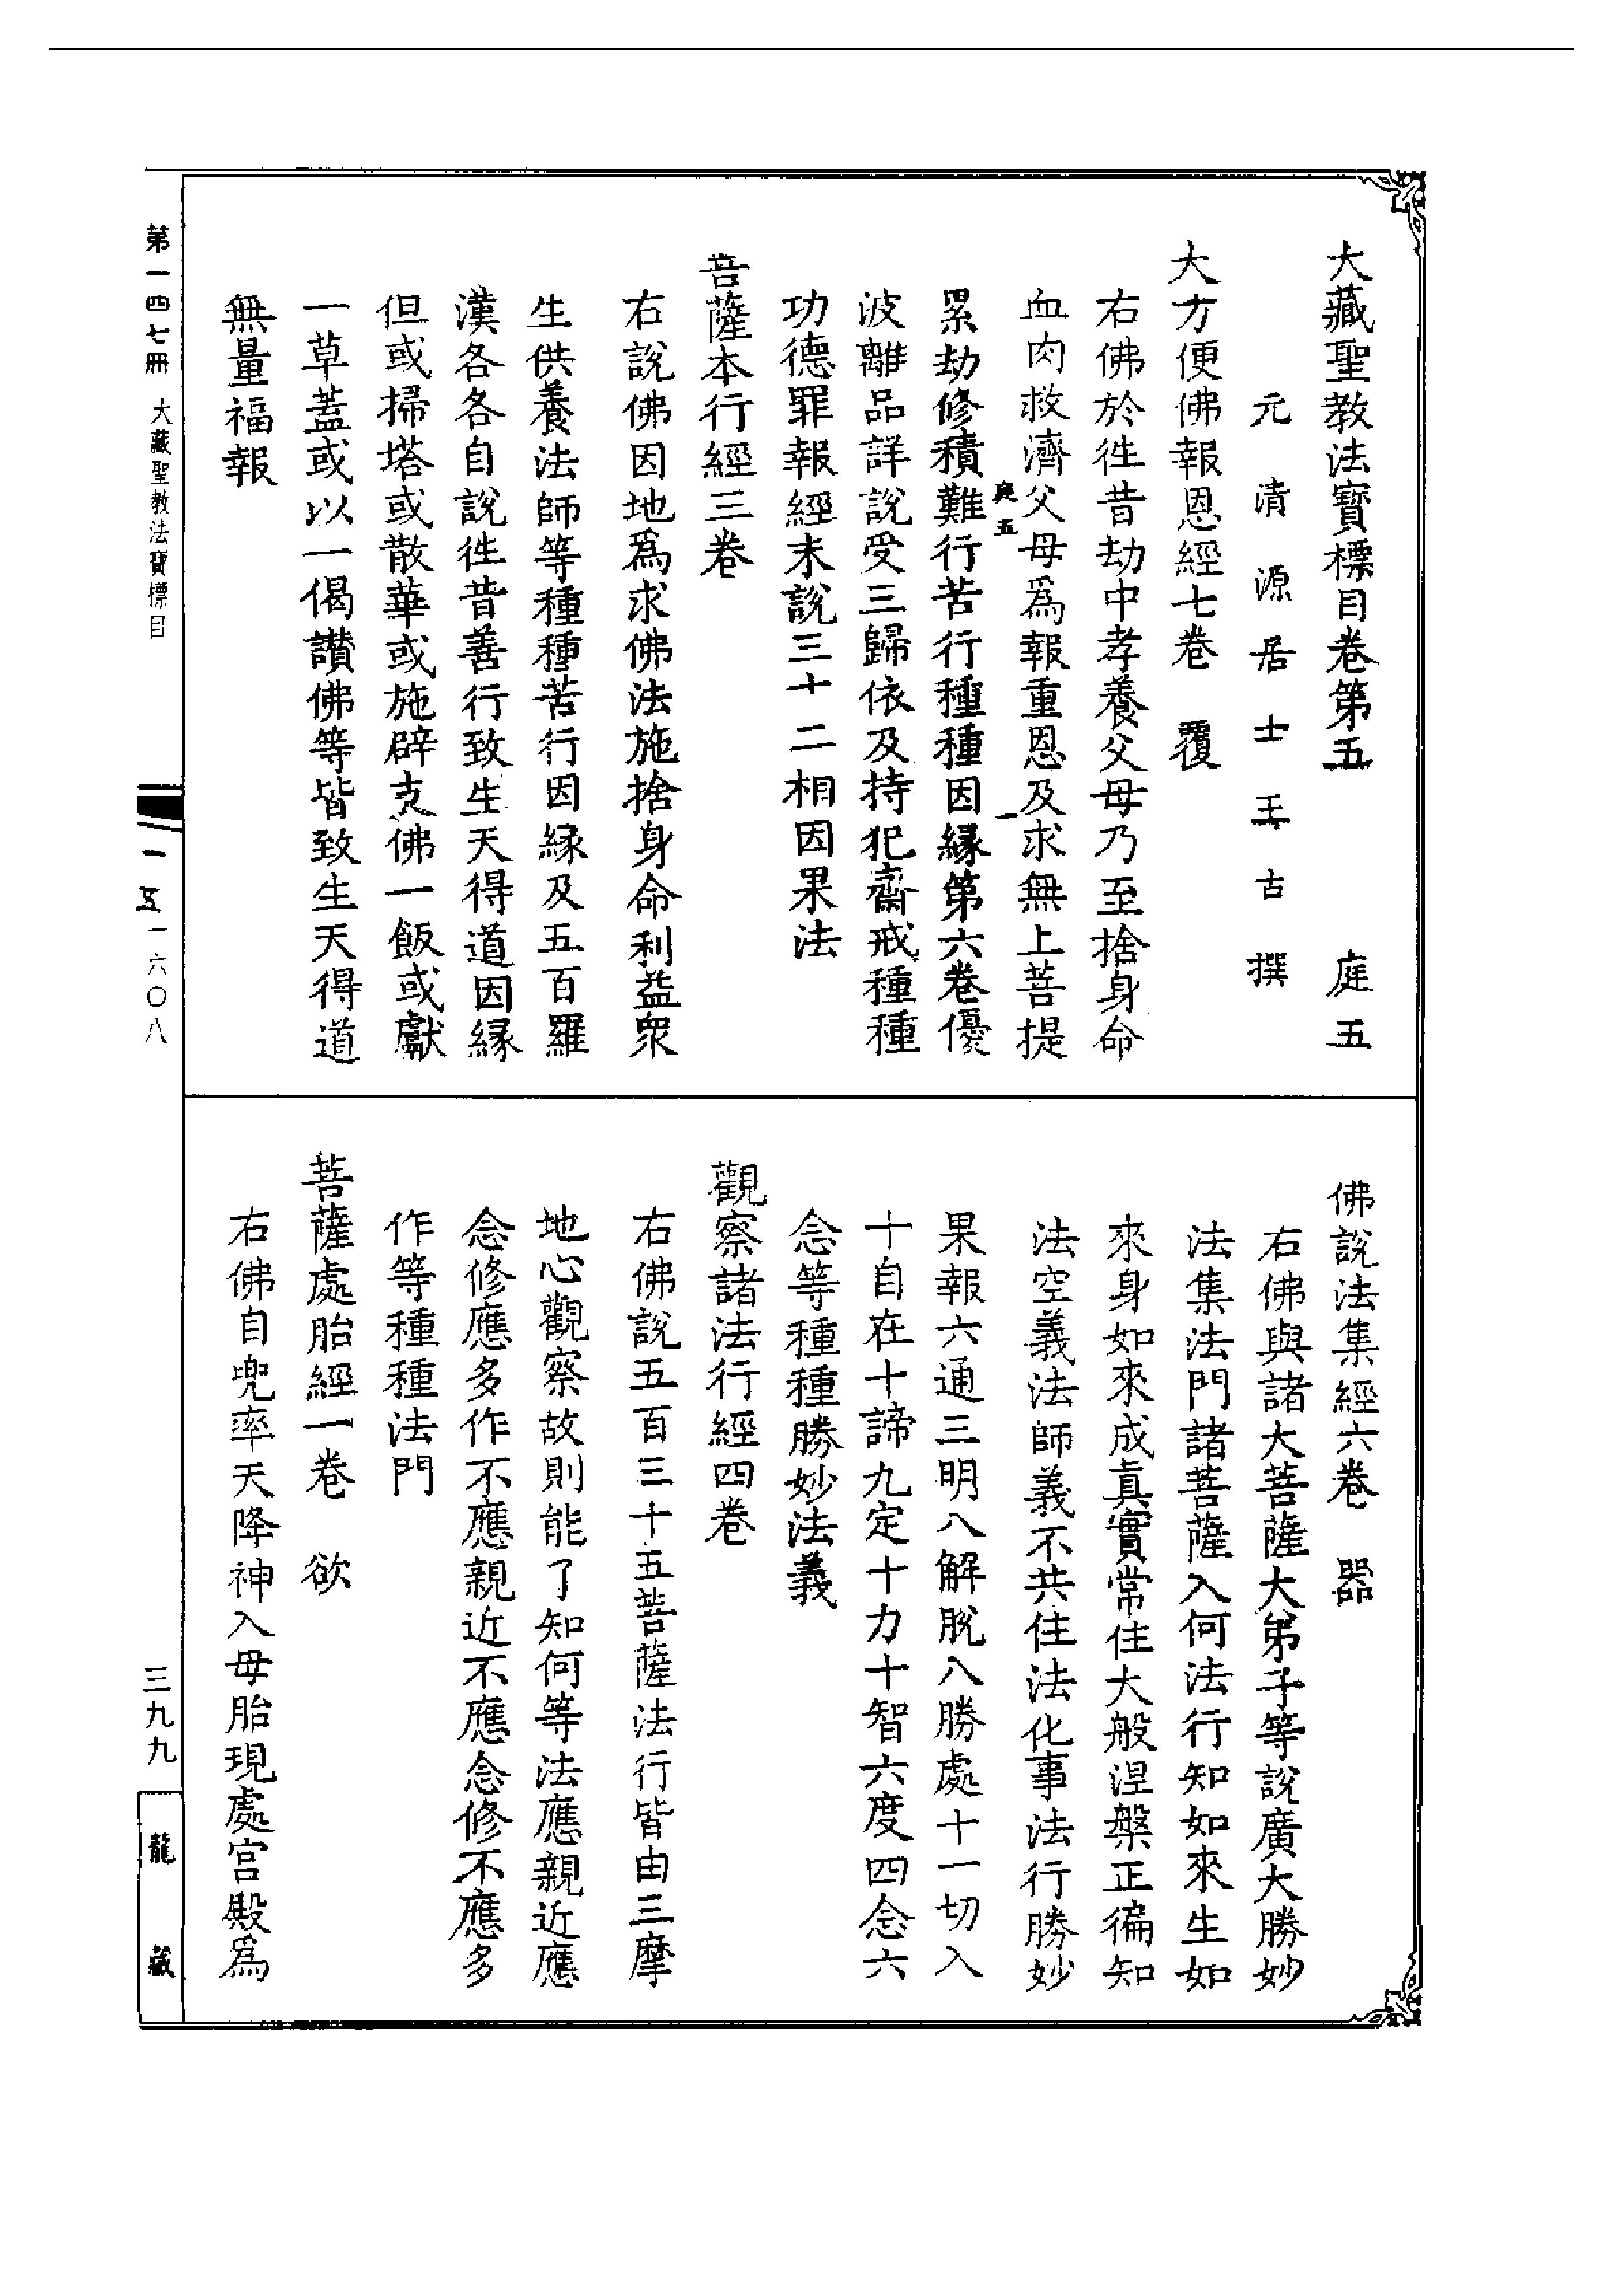 大藏聖教法寶標目卷第五 庭五
元清源居士王古撰
大方便佛報恩經七卷 覆
右佛於徃昔劫中孝養父母乃至捨身命
血肉救濟父母爲報重恩及求無上菩提
庭五 一
累劫修積難行苦行種種因緣第六卷優
波離品詳說受三歸依及持犯齋戒種種
功德罪報經末說三十二相因果法
菩薩本行經三卷
右說佛因地爲求佛法施捨身命利益衆
生供養法師等種種苦行因緣及五百羅
漢各各自說徃昔善行致生天得道因緣
但或掃塔或散華或施辟支佛一飯或獻
一草蓋或以一偈讃佛等皆致生天得道
無量福報
佛說法集經六卷 器
右佛與諸大菩薩大弟子等說廣大勝妙
法集法門諸菩薩入何法行知如來生如
來身如來成眞實常住大般涅槃正徧知
法空義法師義不共住法化事法行勝妙
果報六通三明八解脫八勝處十一切入
十自在十諦九定十力十智六度四念六
念等種種勝妙法義
觀察諸法行經四卷
右佛說五百三十五菩薩法行皆由三摩
地心觀察故則能了知何等法應親近應
念修應多作不應親近不應念修不應多
作等種種法門
菩薩處胎經一卷 欲
右佛自兜率天降神入母胎現處宮殿爲
第一四七冊 大藏聖教法寶標目
一五一六〇八
三九九
龍藏